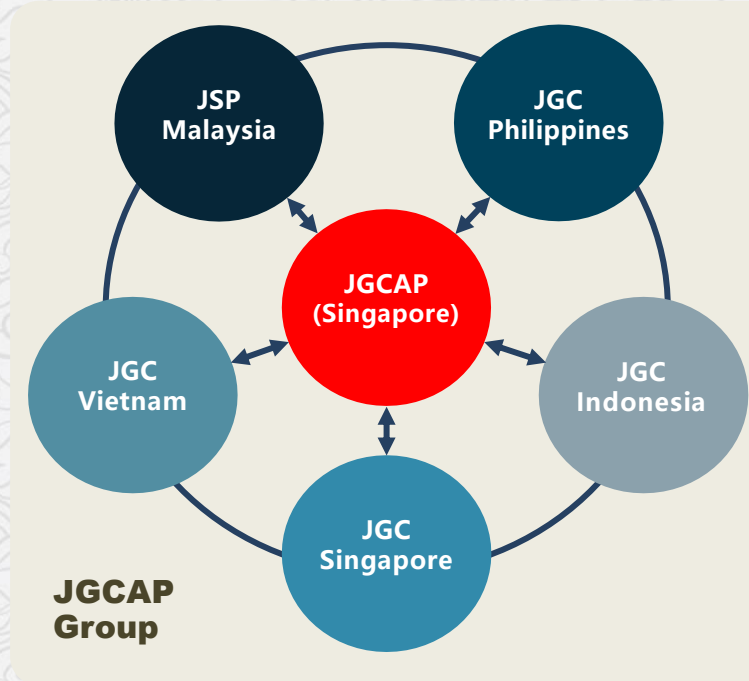 JSP
Malaysia
JGC
Philippines
JGCAP
(Singapore)
JGC
Vietnam
JGC
Indonesia
JGC
Singapore
JGCAP
Group